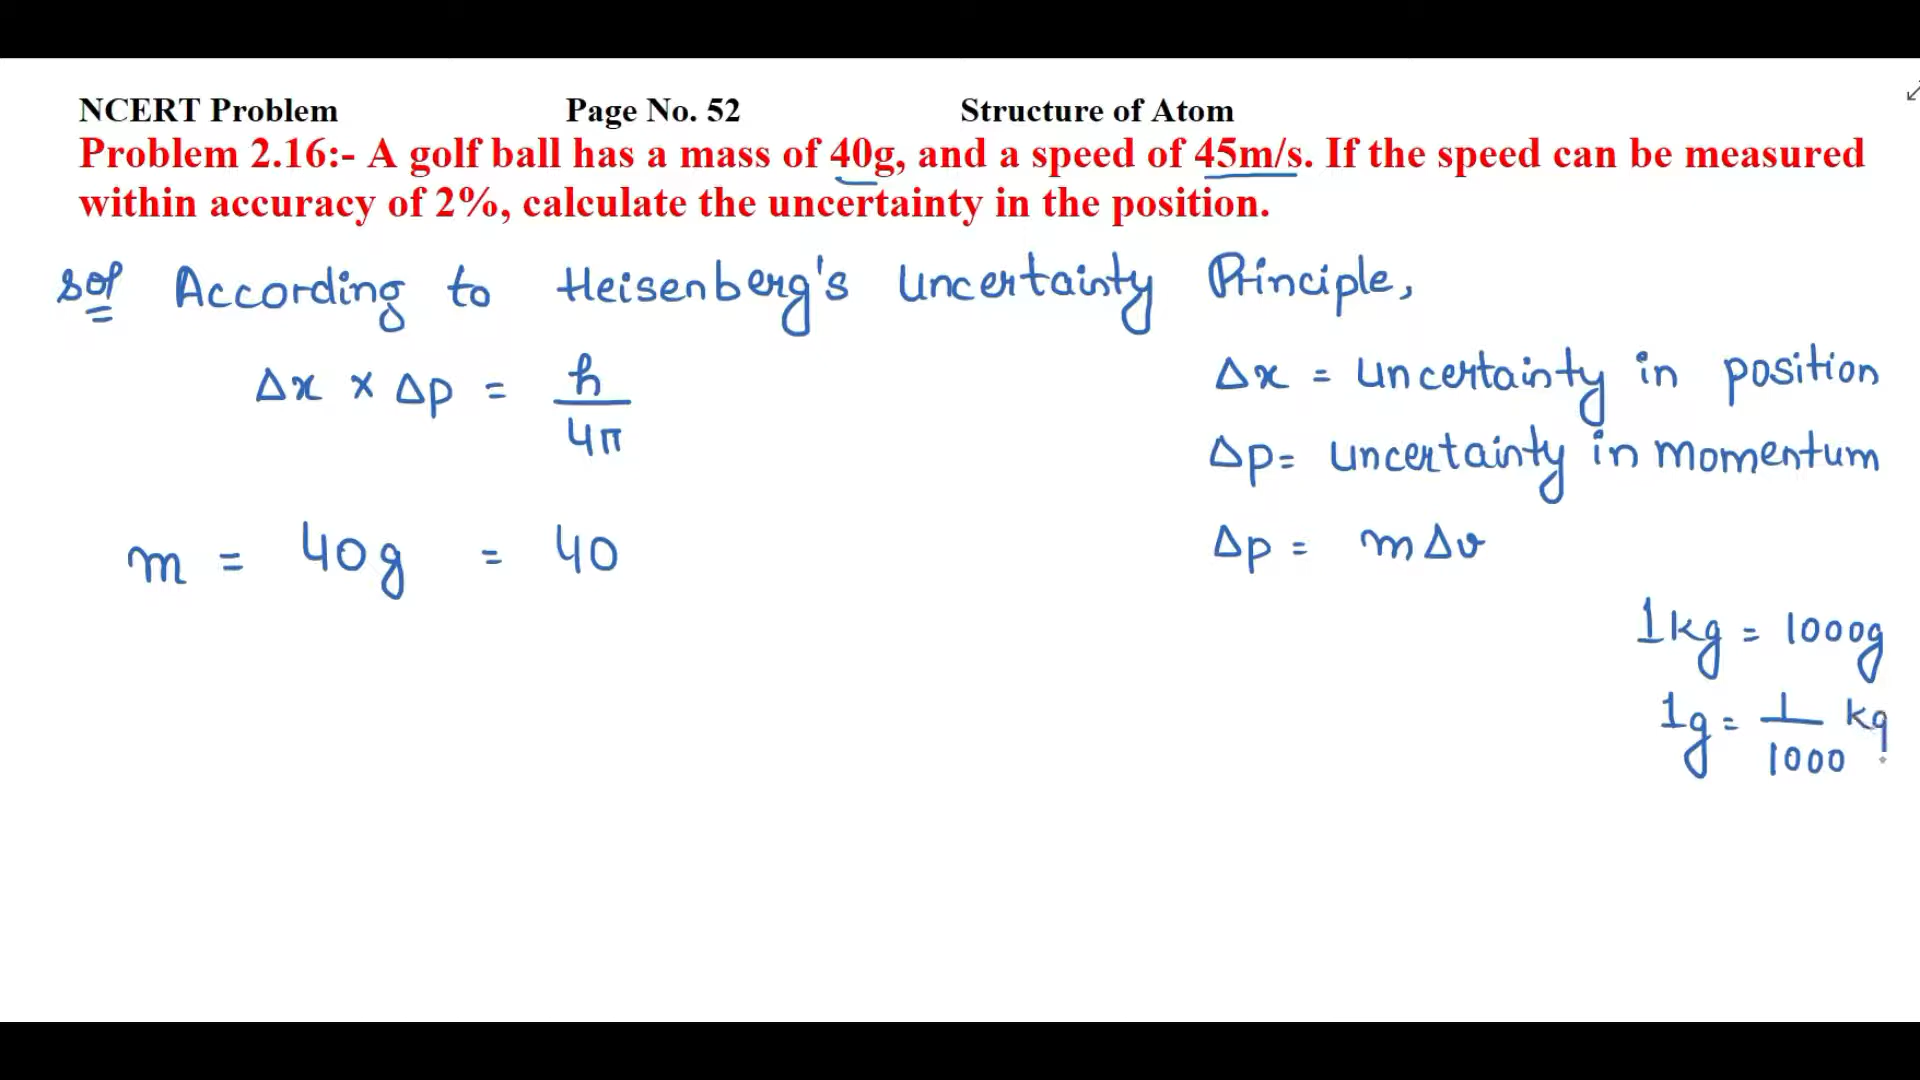 NCERT Problem Page No. 52 Structure of Atom
Problem 2.16:- A golf ball has a mass of 40g, and a speed of 45m/s. If the speed can be measured
within accuracy of 2%, calculate the uncertainty in the position.
sol According to Heisenberg's Uncertainty Principle,
Δx × Δp = h/4π
Δx = uncertainty in position
Δp = uncertainty in momentum
Δp = mΔv
m = 40g = 40
1kg = 1000g
1g = 1/1000 kg